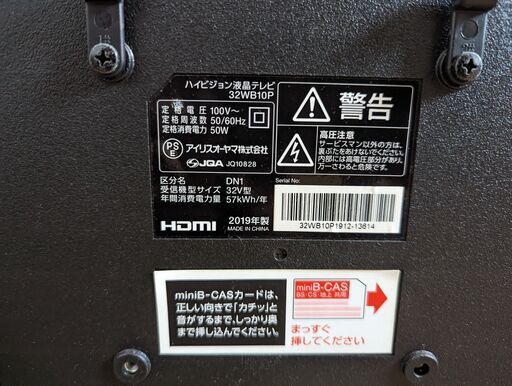 ハイビジョン液晶テレビ
32WB10P
定格電圧 100V～
定格周波数 50/60Hz
定格消費電力 50W
PS
E
アイリスオーヤマ株式会社
JQA JQ10828
区分名 DN1
受信機型サイズ 32V型
年間消費電力量 57kWh/年
HDMI
2019年製
MADE IN CHINA
警告
高圧注意
サービスマン以外の方は、
裏ぶたをあけないでください。
内部には高電圧部分があり、
万一さわると危険です。
Serial No:
32WB10P1912-13614
miniB-CASカードは、
正しい向きで「カチッ」と
音がするまで、しっかり奥
まで挿し込んでください。
miniB-CAS
BS・CS・地上 共用
まっすぐ
挿してください